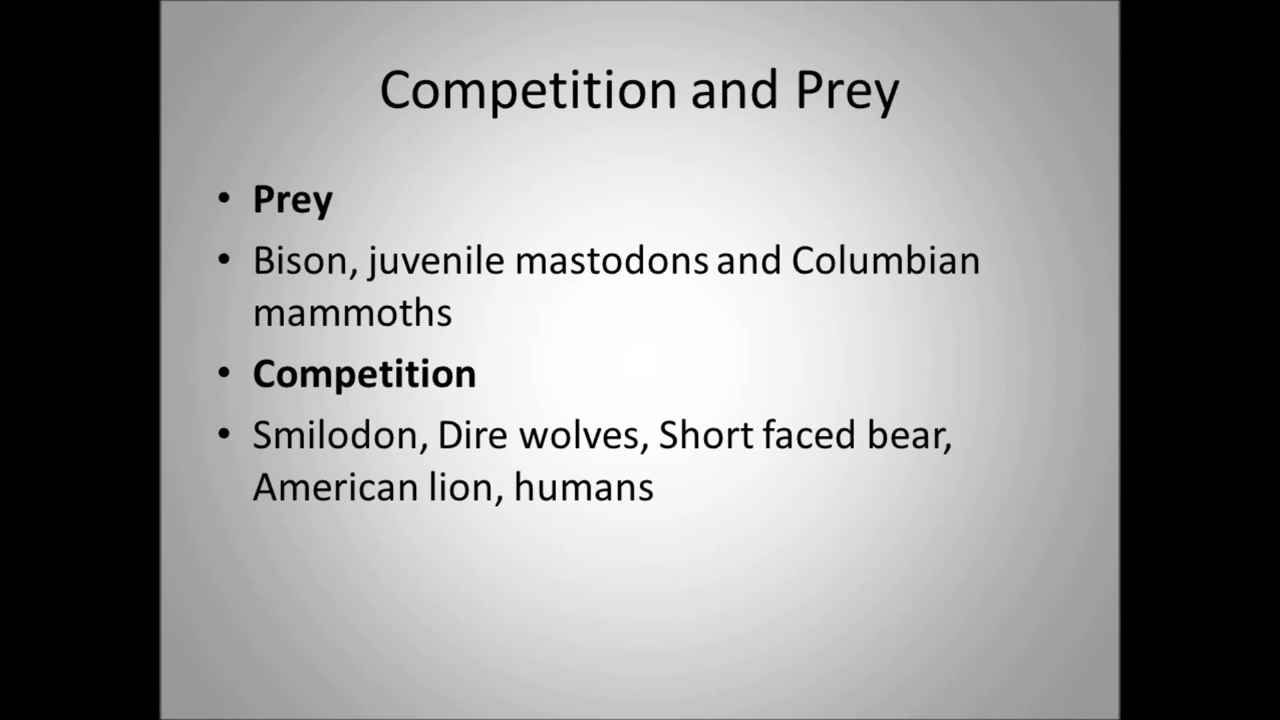 Competition and Prey
• Prey
• Bison, juvenile mastodons and Columbian
mammoths
• Competition
• Smilodon, Dire wolves, Short faced bear,
American lion, humans